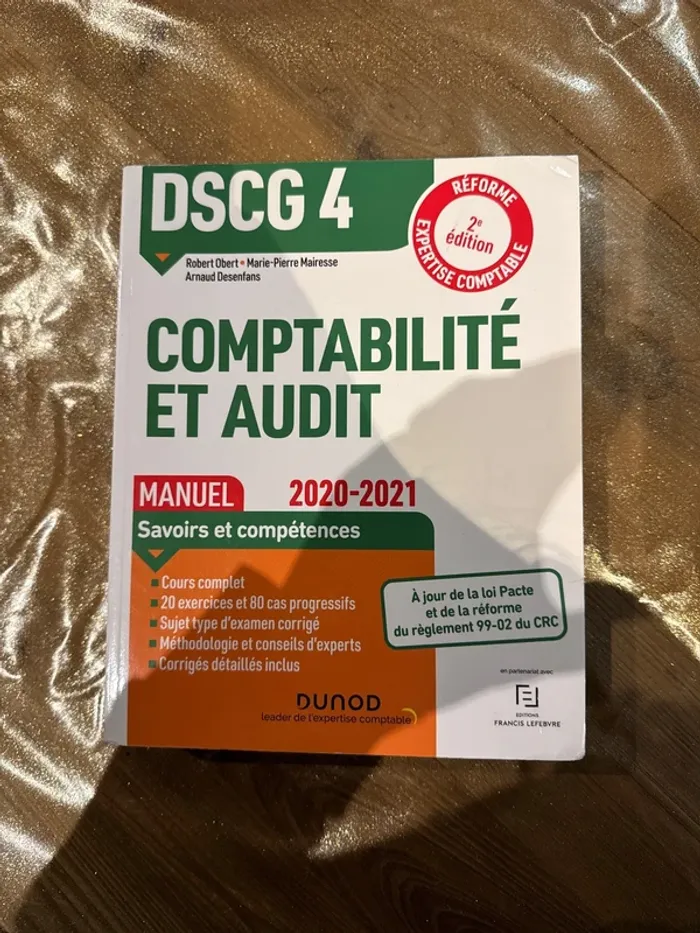 DSCG 4
Robert Obert • Marie-Pierre Mairesse
Arnaud Desenfans
RÉFORME
2e
édition
EXPERTISE COMPTABLE
COMPTABILITÉ
ET AUDIT
MANUEL 2020-2021
Savoirs et compétences
▪ Cours complet
▪ 20 exercices et 80 cas progressifs
▪ Sujet type d'examen corrigé
▪ Méthodologie et conseils d'experts
▪ Corrigés détaillés inclus
À jour de la loi Pacte
et de la réforme
du règlement 99-02 du CRC
DUNOD
leader de l'expertise comptable
en partenariat avec
EDITIONS
FRANCIS LEFEBVRE